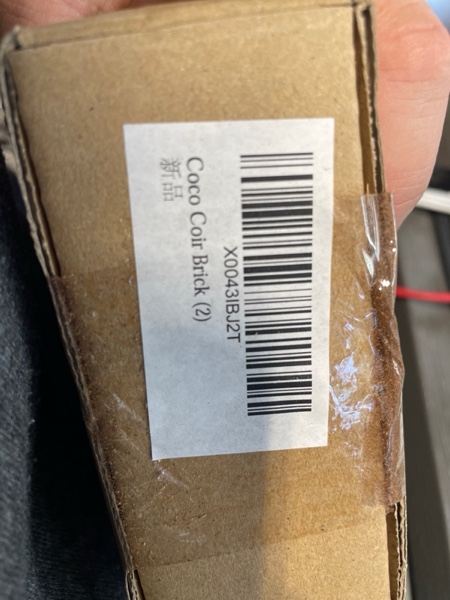 X0043IBJ2T
Coco Coir Brick (2)
新品